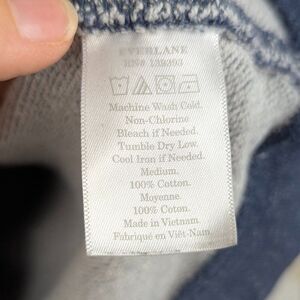 EVERLANE
RN# 139393
Machine Wash Cold.
Non-Chlorine
Bleach if Needed.
Tumble Dry Low.
Cool Iron if Needed.
Medium.
100% Cotton.
Moyenne.
100% Coton.
Made in Vietnam.
Fabriqué en Viêt-Nam.